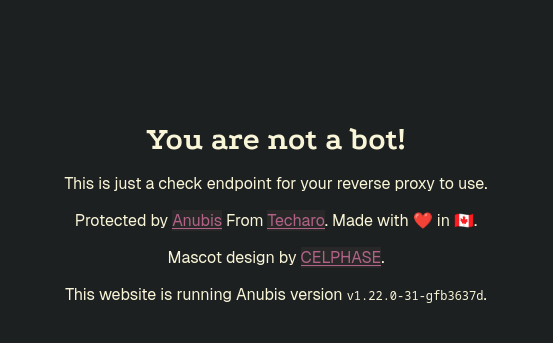 You are not a bot!
This is just a check endpoint for your reverse proxy to use.
Protected by Anubis From Techaro. Made with ❤️ in 🇨🇦.
Mascot design by CELPHASE.
This website is running Anubis version v1.22.0-31-gfb3637d.